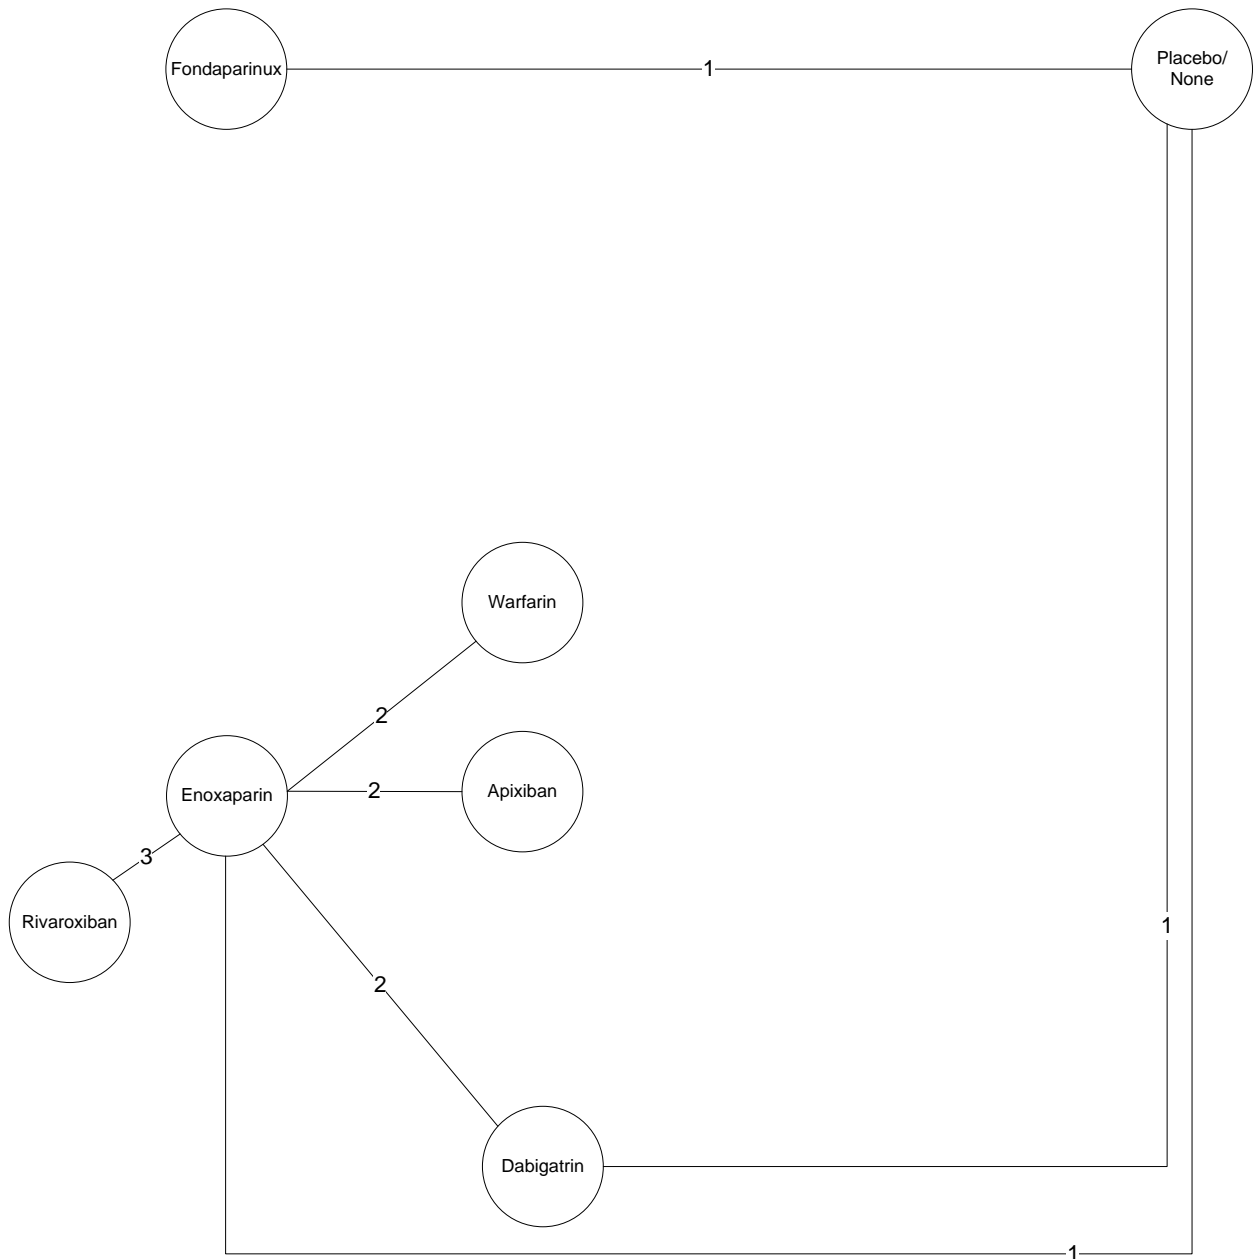 Fondaparinux
1
Placebo/
None
Warfarin
2
Enoxaparin
2
Apixiban
3
Rivaroxiban
1
2
Dabigatrin
1